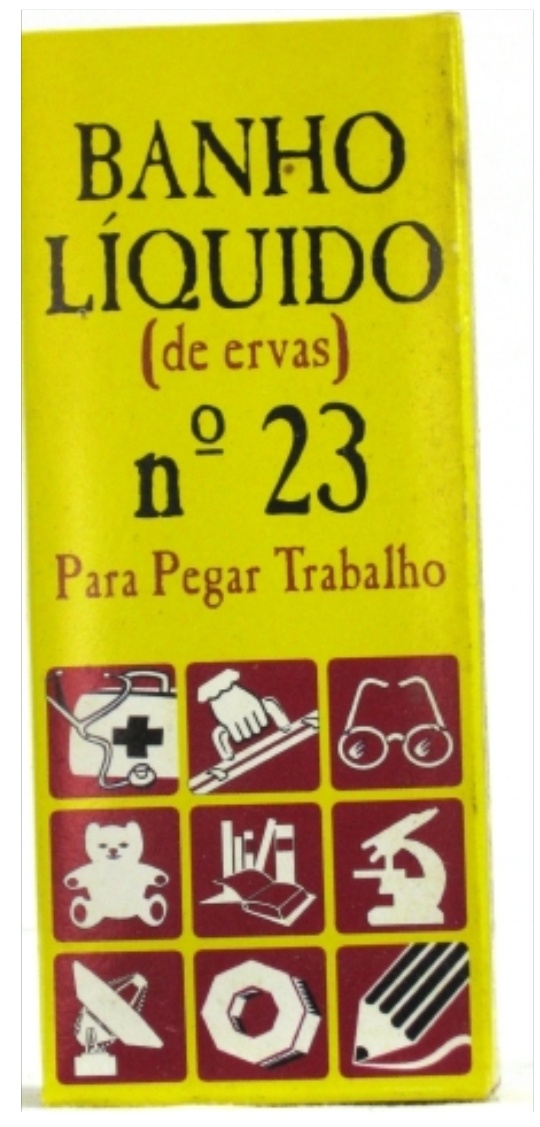 BANHO
LÍQUIDO
(de ervas)
nº 23
Para Pegar Trabalho